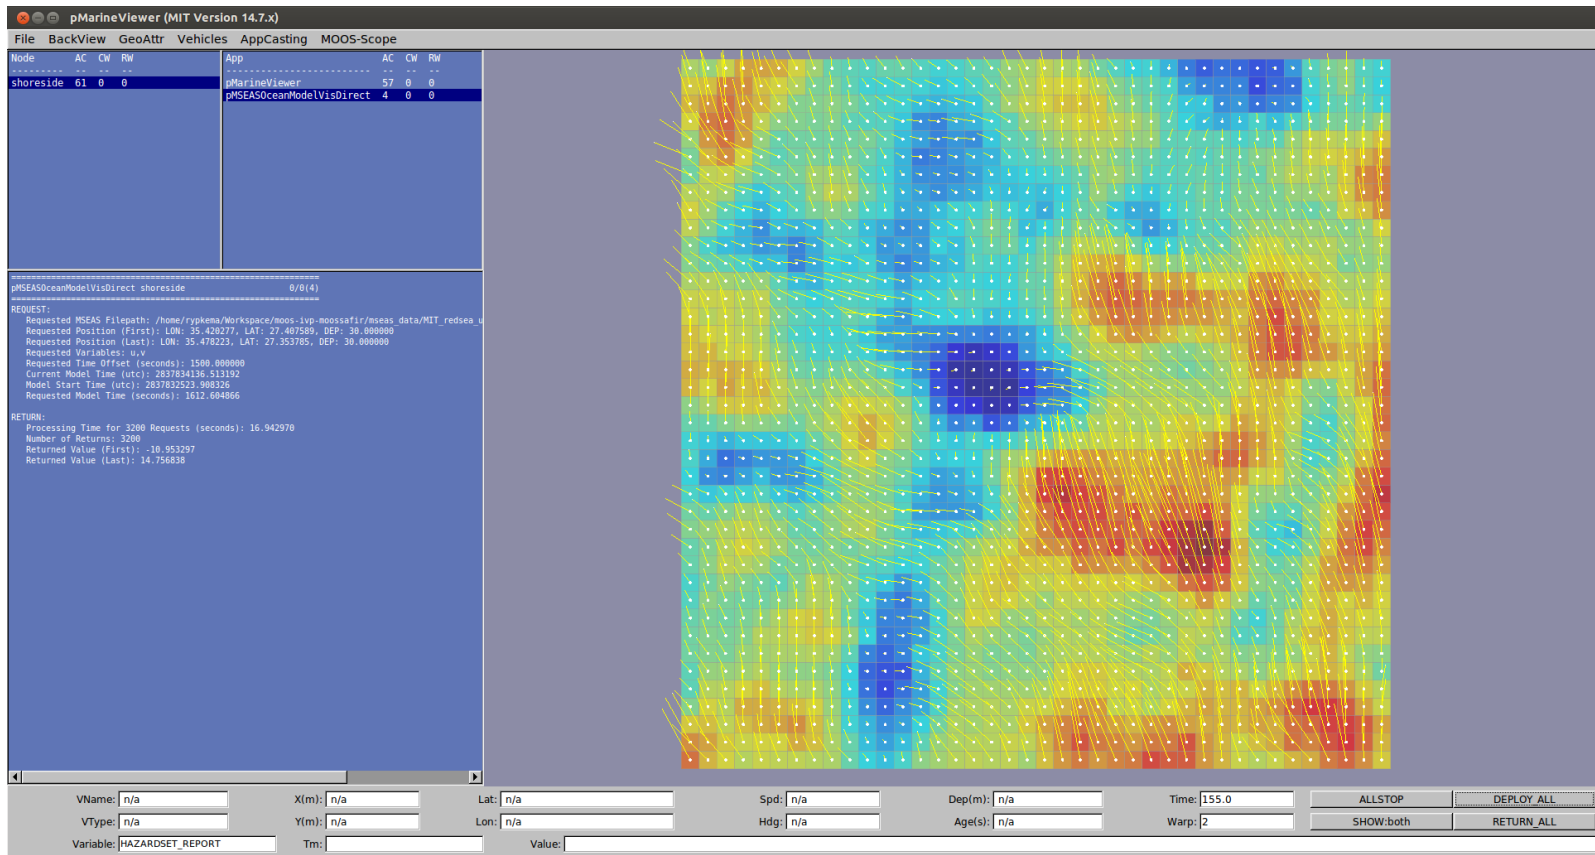 pMarineViewer (MIT Version 14.7.x)
File BackView GeoAttr Vehicles AppCasting MOOS-Scope
Node AC CW RW
--------- -- -- --
shoreside 61 0 0
App AC CW RW
------------------------ -- -- --
pMarineViewer 57 0 0
pMSEASOceanModelVisDirect 4 0 0
===============================================================
pMSEASOceanModelVisDirect shoreside 0/0(4)
===============================================================
REQUEST:
Requested MSEAS Filepath: /home/rypkema/Workspace/moos-ivp-moossafir/mseas_data/MIT_redsea_u
Requested Position (First): LON: 35.420277, LAT: 27.407589, DEP: 30.000000
Requested Position (Last): LON: 35.478223, LAT: 27.353785, DEP: 30.000000
Requested Variables: u,v
Requested Time Offset (seconds): 1500.000000
Current Model Time (utc): 2837834136.513192
Model Start Time (utc): 2837832523.908326
Requested Model Time (seconds): 1612.604866
RETURN:
Processing Time for 3200 Requests (seconds): 16.942970
Number of Returns: 3200
Returned Value (First): -10.953297
Returned Value (Last): 14.756838
VName: n/a X(m): n/a Lat: n/a Spd: n/a Dep(m): n/a Time: 155.0 ALLSTOP DEPLOY_ALL
VType: n/a Y(m): n/a Lon: n/a Hdg: n/a Age(s): n/a Warp: 2 SHOW:both RETURN_ALL
Variable: HAZARDSET_REPORT Tm: Value: